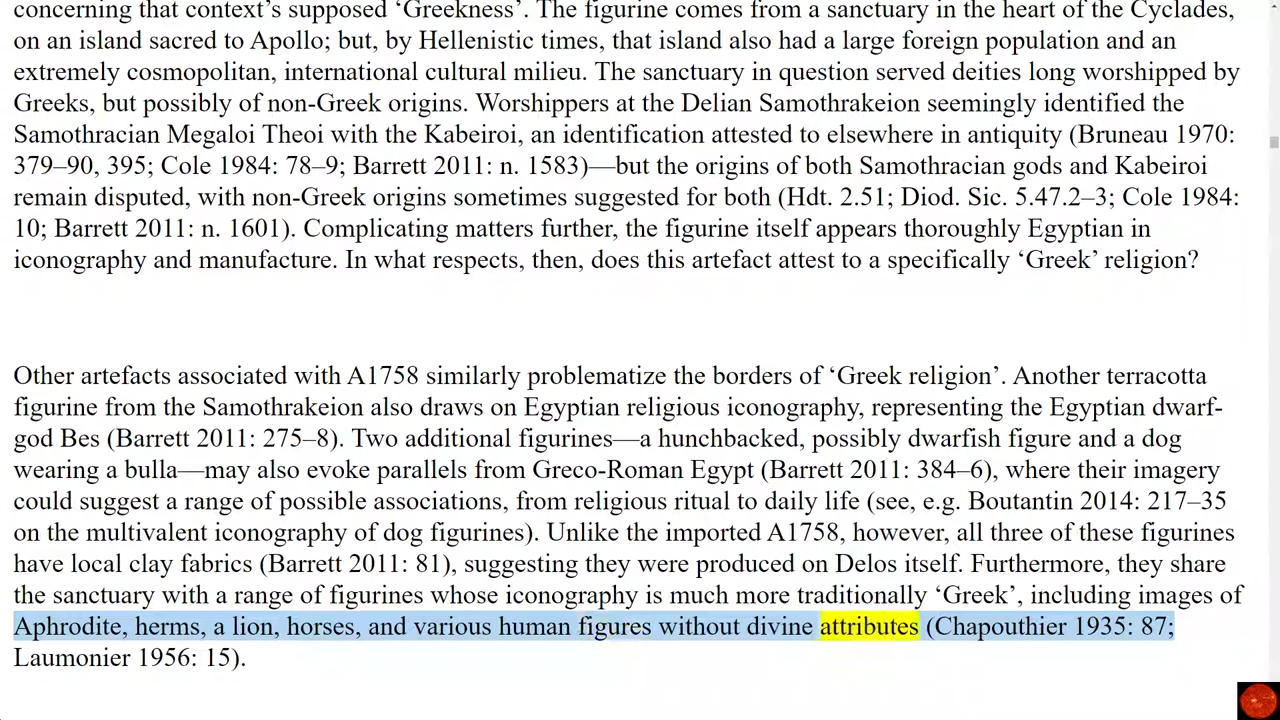 concerning that context's supposed ‘Greekness’. The figurine comes from a sanctuary in the heart of the Cyclades,
on an island sacred to Apollo; but, by Hellenistic times, that island also had a large foreign population and an
extremely cosmopolitan, international cultural milieu. The sanctuary in question served deities long worshipped by
Greeks, but possibly of non-Greek origins. Worshippers at the Delian Samothrakeion seemingly identified the
Samothracian Megaloi Theoi with the Kabeiroi, an identification attested to elsewhere in antiquity (Bruneau 1970:
379–90, 395; Cole 1984: 78–9; Barrett 2011: n. 1583)—but the origins of both Samothracian gods and Kabeiroi
remain disputed, with non-Greek origins sometimes suggested for both (Hdt. 2.51; Diod. Sic. 5.47.2–3; Cole 1984:
10; Barrett 2011: n. 1601). Complicating matters further, the figurine itself appears thoroughly Egyptian in
iconography and manufacture. In what respects, then, does this artefact attest to a specifically ‘Greek’ religion?
Other artefacts associated with A1758 similarly problematize the borders of ‘Greek religion’. Another terracotta
figurine from the Samothrakeion also draws on Egyptian religious iconography, representing the Egyptian dwarf-
god Bes (Barrett 2011: 275–8). Two additional figurines—a hunchbacked, possibly dwarfish figure and a dog
wearing a bulla—may also evoke parallels from Greco-Roman Egypt (Barrett 2011: 384–6), where their imagery
could suggest a range of possible associations, from religious ritual to daily life (see, e.g. Boutantin 2014: 217–35
on the multivalent iconography of dog figurines). Unlike the imported A1758, however, all three of these figurines
have local clay fabrics (Barrett 2011: 81), suggesting they were produced on Delos itself. Furthermore, they share
the sanctuary with a range of figurines whose iconography is much more traditionally ‘Greek’, including images of
Aphrodite, herms, a lion, horses, and various human figures without divine attributes (Chapouthier 1935: 87;
Laumonier 1956: 15).